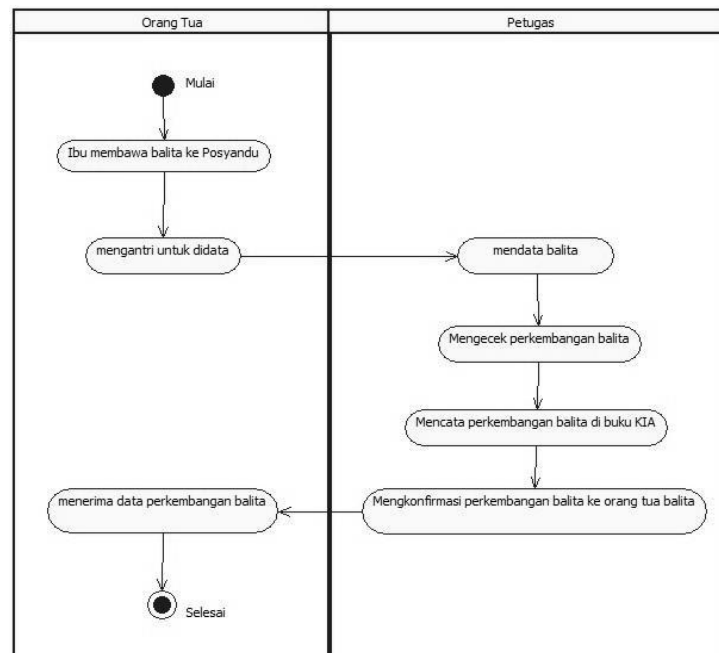 Orang Tua
Petugas
Mulai
Ibu membawa balita ke Posyandu
mengantri untuk didata
mendata balita
Mengecek perkembangan balita
Mencata perkembangan balita di buku KIA
Mengkonfirmasi perkembangan balita ke orang tua balita
menerima data perkembangan balita
Selesai